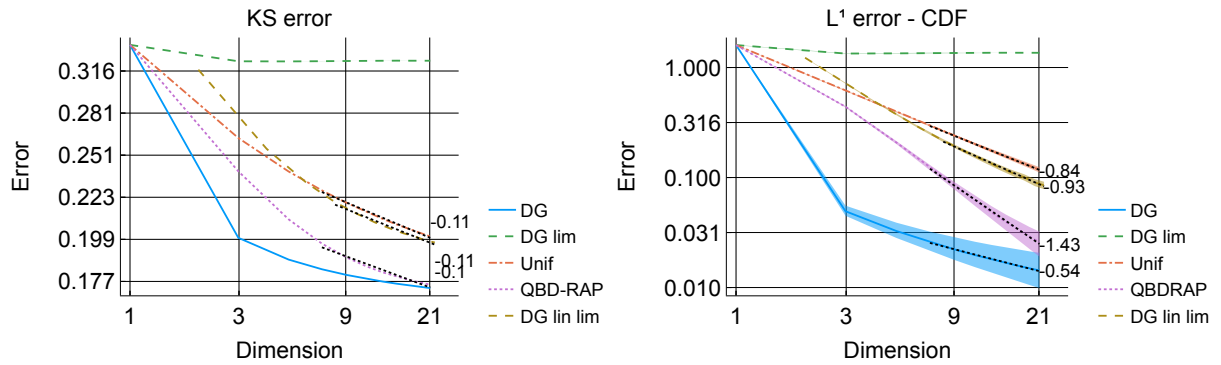 KS error
Error
0.316
0.281
0.251
0.223
0.199
0.177
-0.11
-0.11
-0.1
1
3
9
21
Dimension
DG
DG lim
Unif
QBD-RAP
DG lin lim
L¹ error - CDF
Error
1.000
0.316
0.100
0.031
0.010
-0.84
-0.93
-1.43
-0.54
1
3
9
21
Dimension
DG
DG lim
Unif
QBDRAP
DG lin lim